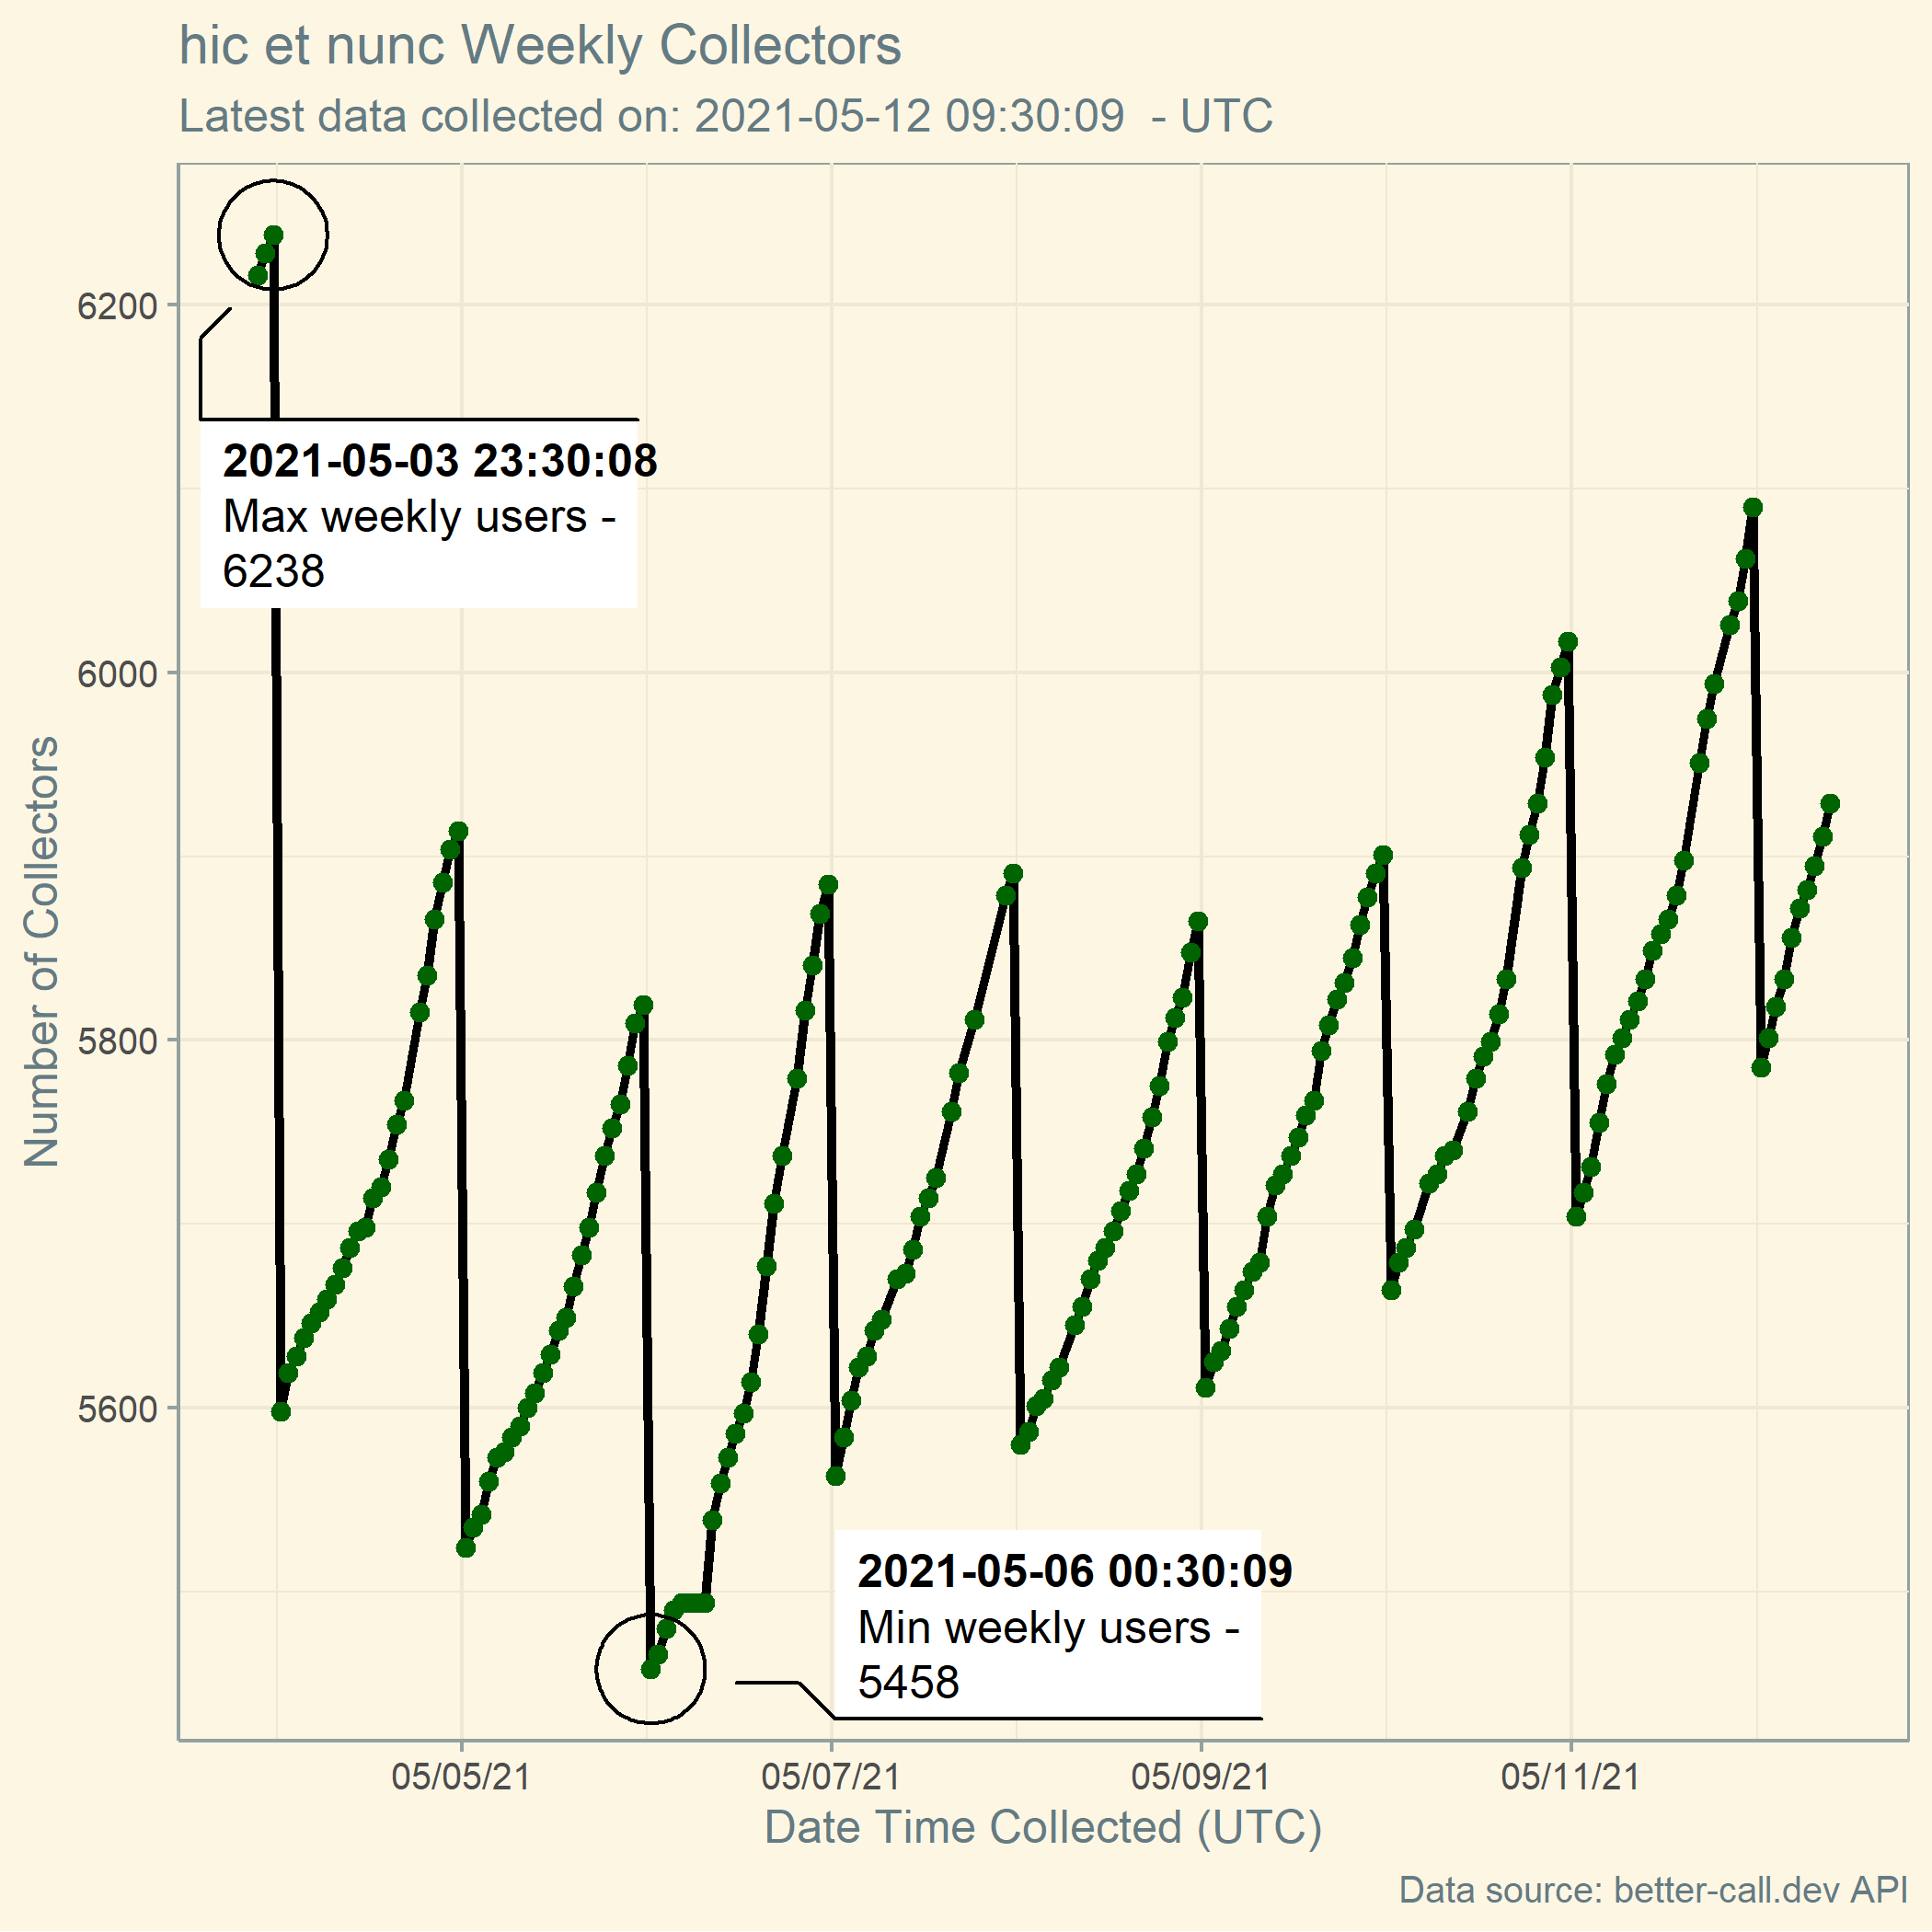 hic et nunc Weekly Collectors
Latest data collected on: 2021-05-12 09:30:09  - UTC
6200
2021-05-03 23:30:08
Max weekly users -
6238
6000
Number of Collectors
5800
5600
2021-05-06 00:30:09
Min weekly users -
5458
05/05/21
05/07/21
05/09/21
05/11/21
Date Time Collected (UTC)
Data source: better-call.dev API